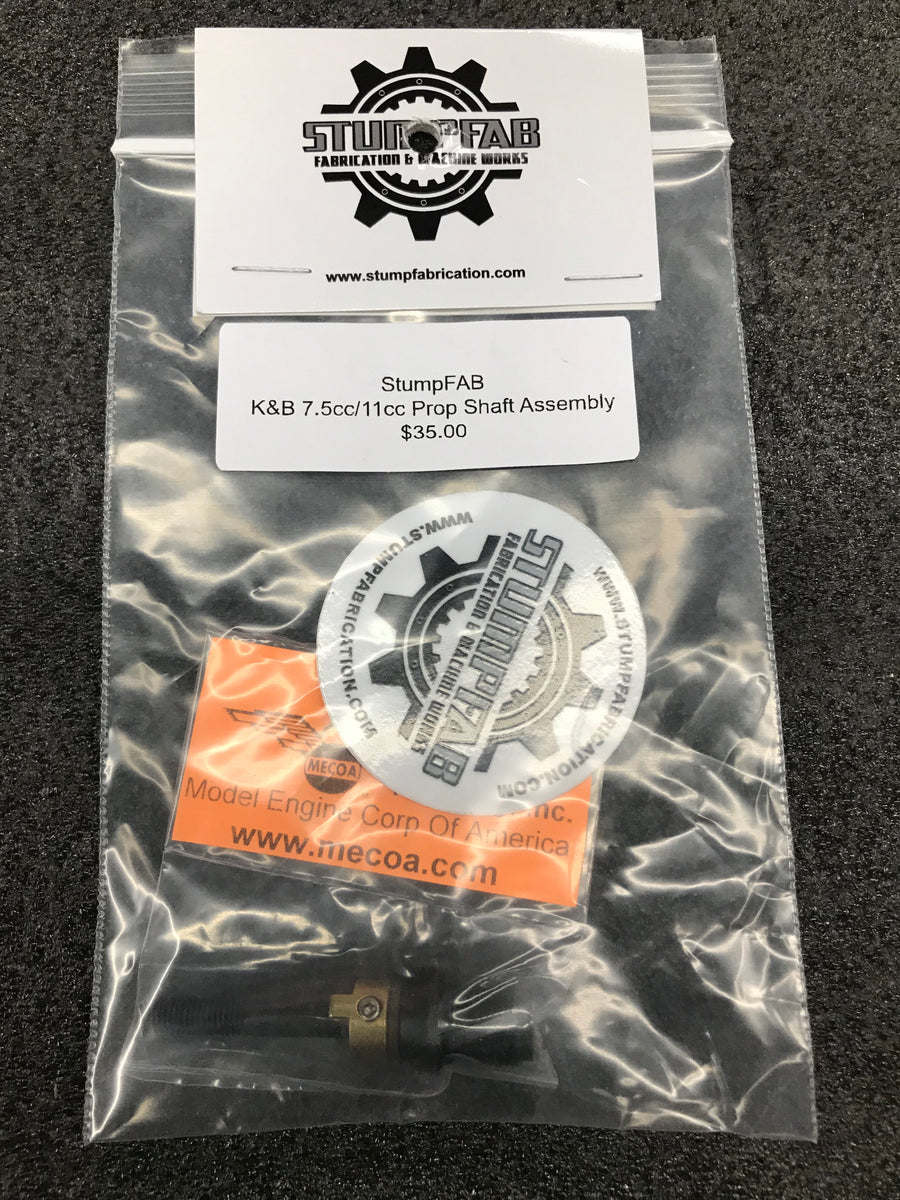 STUMPFAB
FABRICATION & MACHINE WORKS
www.stumpfabrication.com
StumpFAB
K&B 7.5cc/11cc Prop Shaft Assembly
$35.00
WWW.STUMPFABRICATION.COM
STUMPFAB
FABRICATION & MACHINE WORKS
WWW.STUMPFABRICATION.COM
MECOA
Inc.
Model Engine Corp Of America
www.mecoa.com